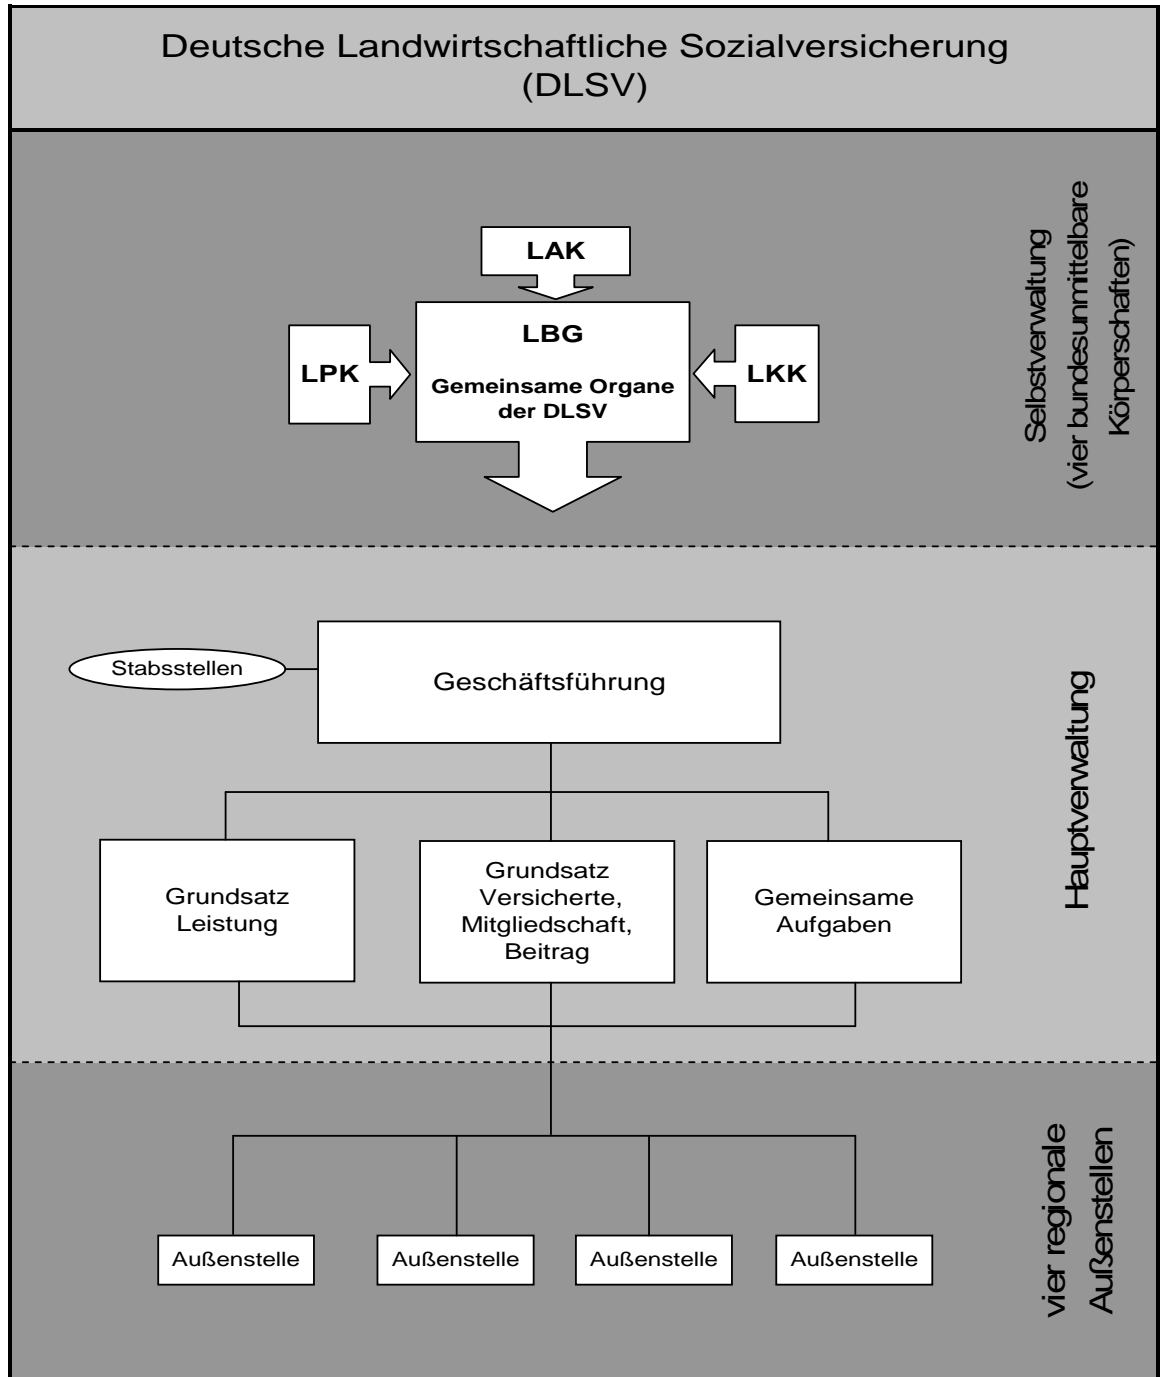 Deutsche Landwirtschaftliche Sozialversicherung
(DLSV)
LAK
LBG
Gemeinsame Organe
der DLSV
LPK
LKK
Selbstverwaltung
(vier bundesunmittelbare
Körperschaften)
Stabsstellen
Geschäftsführung
Grundsatz
Leistung
Grundsatz
Versicherte,
Mitgliedschaft,
Beitrag
Gemeinsame
Aufgaben
Hauptverwaltung
Außenstelle
Außenstelle
Außenstelle
Außenstelle
vier regionale
Außenstellen